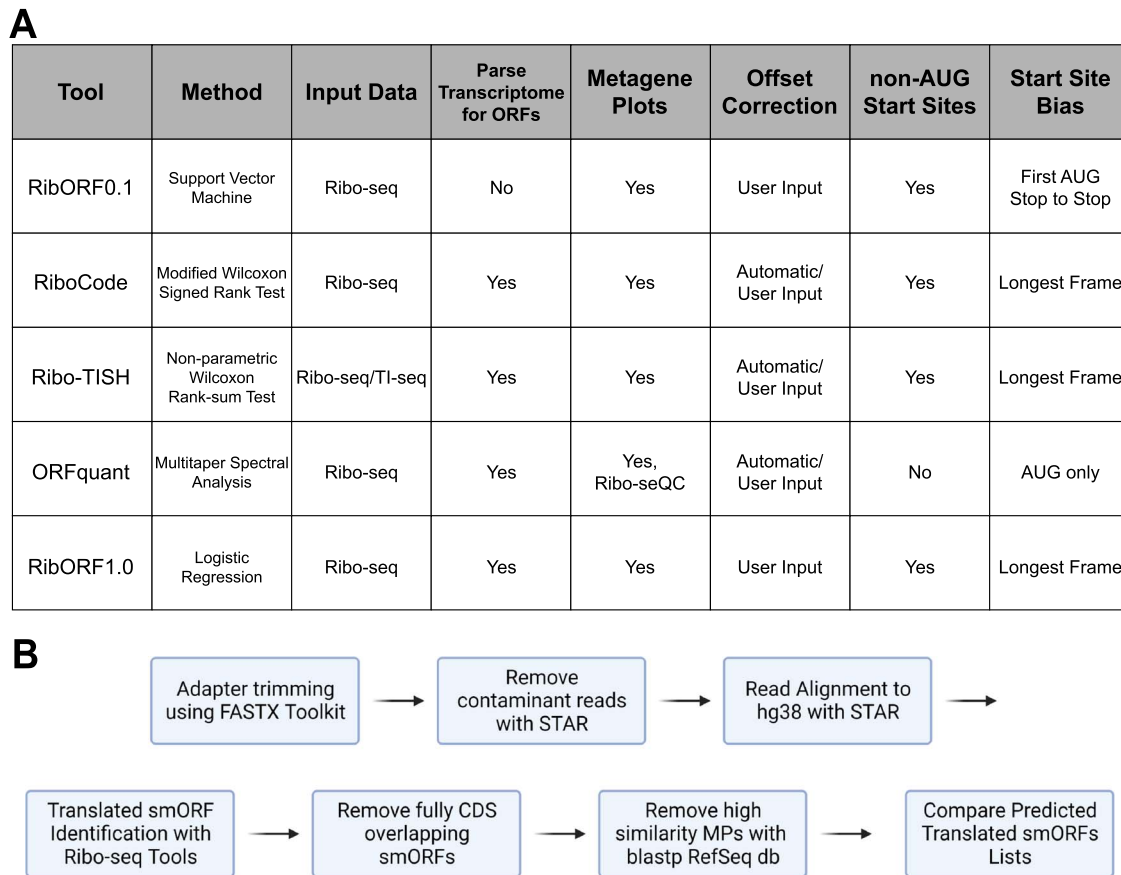 A
Tool
Method
Input Data
Parse
Transcriptome
for ORFs
Metagene
Plots
Offset
Correction
non-AUG
Start Sites
Start Site
Bias
RibORF0.1
Support Vector
Machine
Ribo-seq
No
Yes
User Input
Yes
First AUG
Stop to Stop
RiboCode
Modified Wilcoxon
Signed Rank Test
Ribo-seq
Yes
Yes
Automatic/
User Input
Yes
Longest Frame
Ribo-TISH
Non-parametric
Wilcoxon
Rank-sum Test
Ribo-seq/TI-seq
Yes
Yes
Automatic/
User Input
Yes
Longest Frame
ORFquant
Multitaper Spectral
Analysis
Ribo-seq
Yes
Yes,
Ribo-seQC
Automatic/
User Input
No
AUG only
RibORF1.0
Logistic
Regression
Ribo-seq
Yes
Yes
User Input
Yes
Longest Frame
B
Adapter trimming
using FASTX Toolkit
Remove
contaminant reads
with STAR
Read Alignment to
hg38 with STAR
Translated smORF
Identification with
Ribo-seq Tools
Remove fully CDS
overlapping
smORFs
Remove high
similarity MPs with
blastp RefSeq db
Compare Predicted
Translated smORFs
Lists